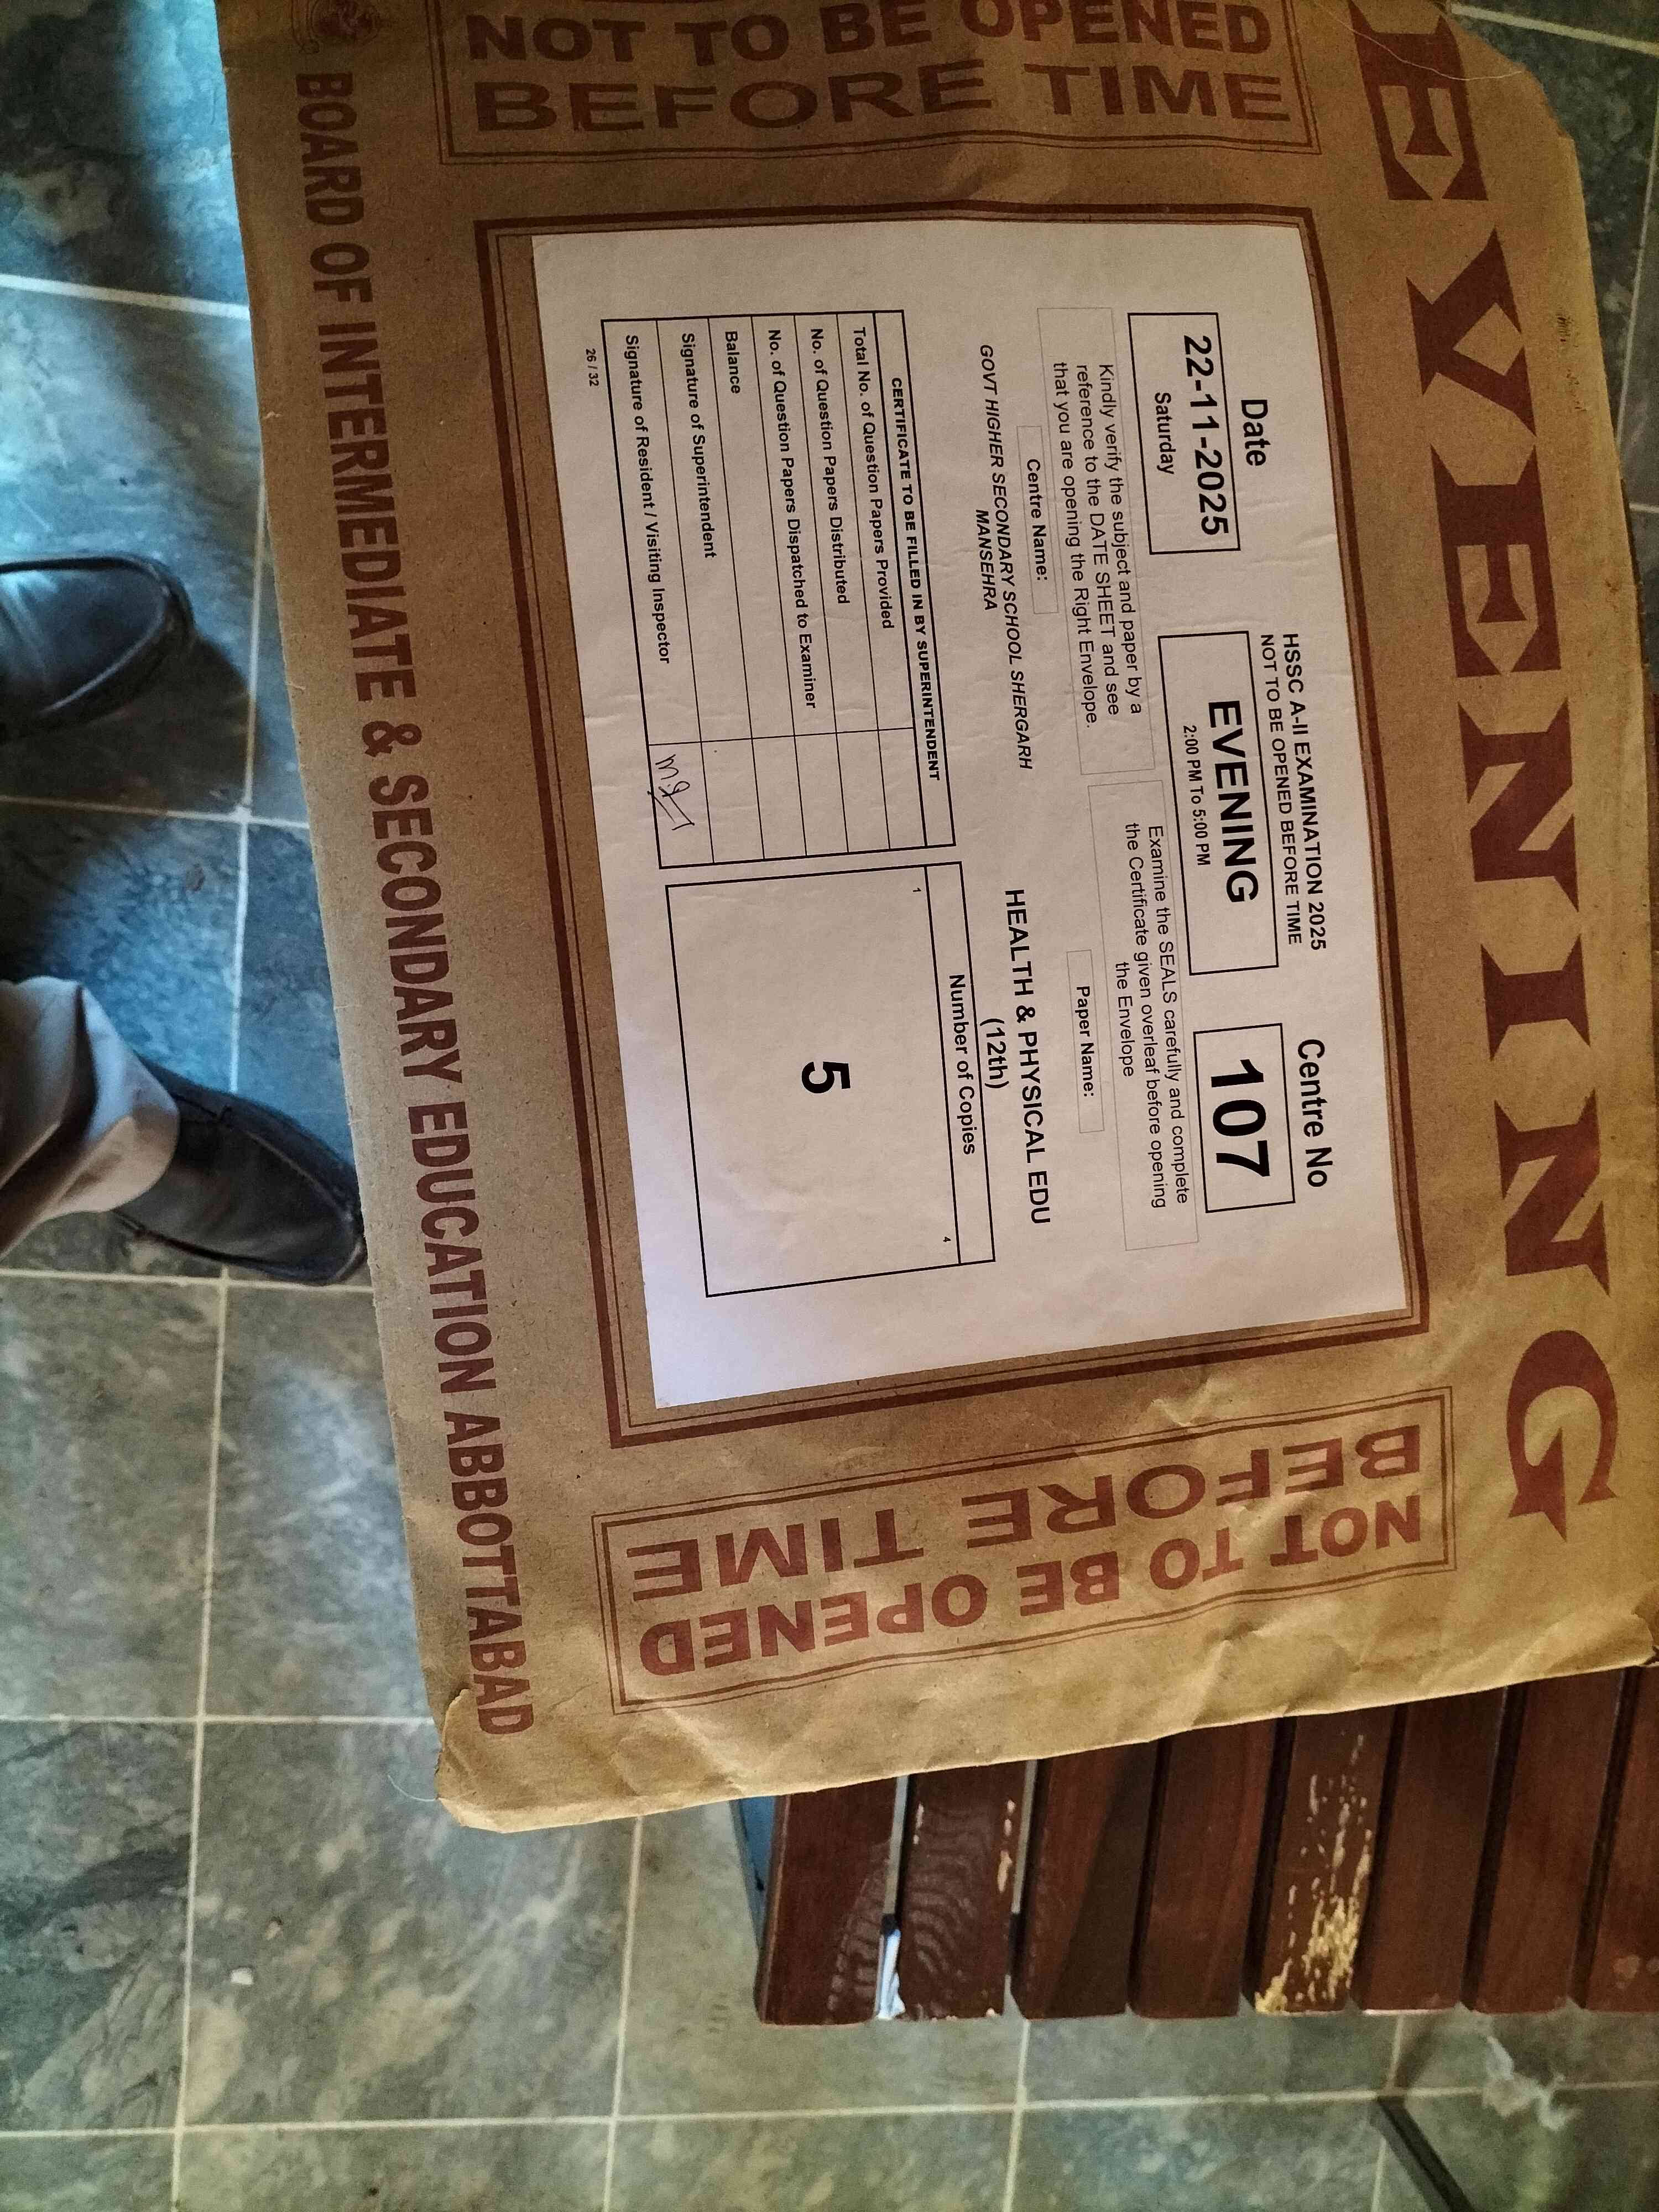 EVENING
NOT TO BE OPENED
BEFORE TIME
Date
22-11-2025
Saturday
HSSC A-II EXAMINATION 2025
NOT TO BE OPENED BEFORE TIME
EVENING
2:00 PM To 5:00 PM
Centre No
107
Kindly verify the subject and paper by a
reference to the DATE SHEET and see
that you are opening the Right Envelope.
Examine the SEALS carefully and complete
the Certificate given overleaf before opening
the Envelope
Centre Name:
GOVT HIGHER SECONDARY SCHOOL SHERGARH
MANSEHRA
Paper Name:
HEALTH & PHYSICAL EDU
(12th)
CERTIFICATE TO BE FILLED IN BY SUPERINTENDENT
Total No. of Question Papers Provided
No. of Question Papers Distributed
No. of Question Papers Dispatched to Examiner
Balance
Signature of Superintendent
Signature of Resident / Visiting Inspector
26 / 32
Number of Copies
1
4
5
NOT TO BE OPENED
BEFORE TIME
BOARD OF INTERMEDIATE & SECONDARY EDUCATION ABBOTTABAD